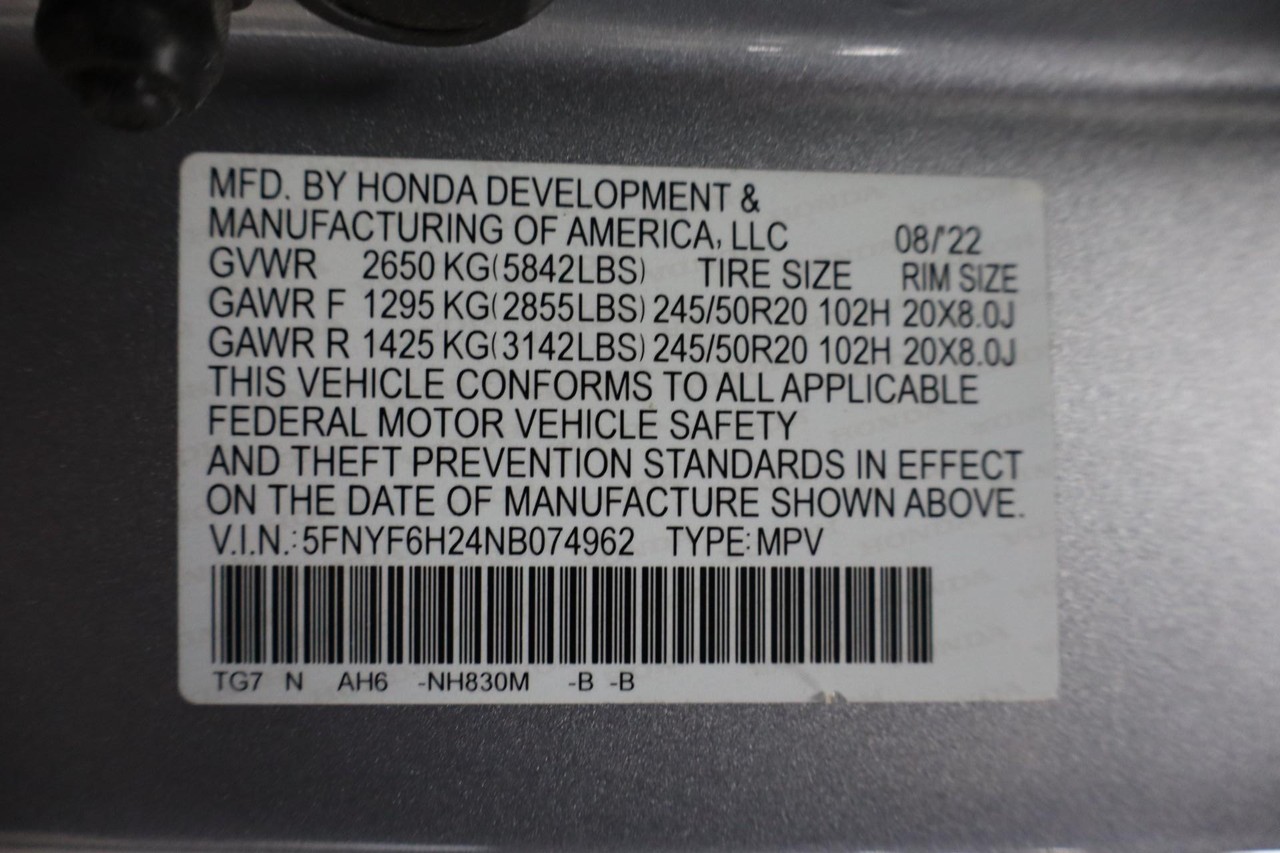 MFD. BY HONDA DEVELOPMENT &
MANUFACTURING OF AMERICA, LLC 08/'22
GVWR 2650 KG(5842LBS) TIRE SIZE RIM SIZE
GAWR F 1295 KG(2855LBS) 245/50R20 102H 20X8.0J
GAWR R 1425 KG(3142LBS) 245/50R20 102H 20X8.0J
THIS VEHICLE CONFORMS TO ALL APPLICABLE
FEDERAL MOTOR VEHICLE SAFETY
AND THEFT PREVENTION STANDARDS IN EFFECT
ON THE DATE OF MANUFACTURE SHOWN ABOVE.
V.I.N.: 5FNYF6H24NB074962 TYPE: MPV
TG7 N AH6 -NH830M -B -B